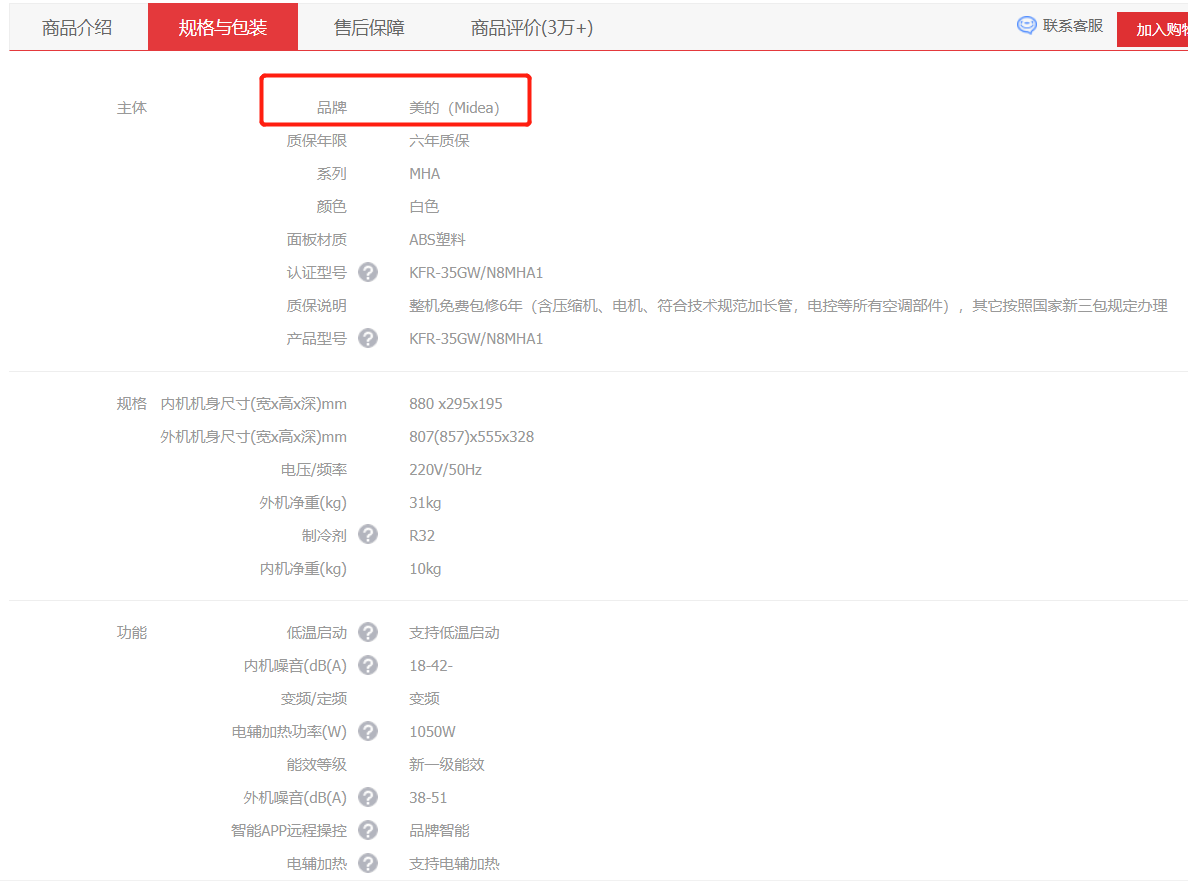 商品介绍 规格与包装 售后保障 商品评价(3万+) 联系客服 加入购
主体 品牌 美的（Midea）
质保年限 六年质保
系列 MHA
颜色 白色
面板材质 ABS塑料
认证型号 ? KFR-35GW/N8MHA1
质保说明 整机免费包修6年（含压缩机、电机、符合技术规范加长管，电控等所有空调部件），其它按照国家新三包规定办理
产品型号 ? KFR-35GW/N8MHA1
规格 内机机身尺寸(宽x高x深)mm 880 x295x195
外机机身尺寸(宽x高x深)mm 807(857)x555x328
电压/频率 220V/50Hz
外机净重(kg) 31kg
制冷剂 ? R32
内机净重(kg) 10kg
功能 低温启动 ? 支持低温启动
内机噪音(dB(A) ? 18-42-
变频/定频 变频
电辅加热功率(W) ? 1050W
能效等级 新一级能效
外机噪音(dB(A) ? 38-51
智能APP远程操控 ? 品牌智能
电辅加热 ? 支持电辅加热